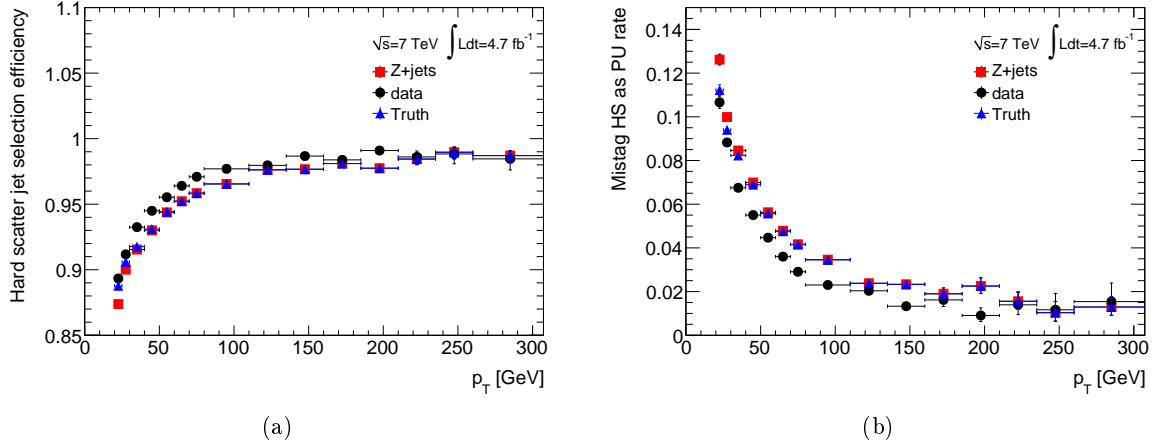 Hard scatter jet selection efficiency
1.1
1.05
1
0.95
0.9
0.85
√s=7 TeV ∫ Ldt=4.7 fb⁻¹
Z+jets
data
Truth
0 50 100 150 200 250 300
p_T [GeV]
(a)
Mistag HS as PU rate
0.14
0.12
0.1
0.08
0.06
0.04
0.02
0
√s=7 TeV ∫ Ldt=4.7 fb⁻¹
Z+jets
data
Truth
0 50 100 150 200 250 300
p_T [GeV]
(b)